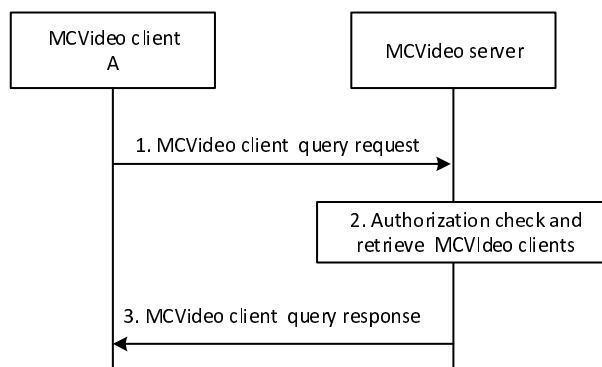 MCVideo client
A
MCVideo server
1. MCVideo client query request
2. Authorization check and
retrieve MCVIdeo clients
3. MCVideo client query response